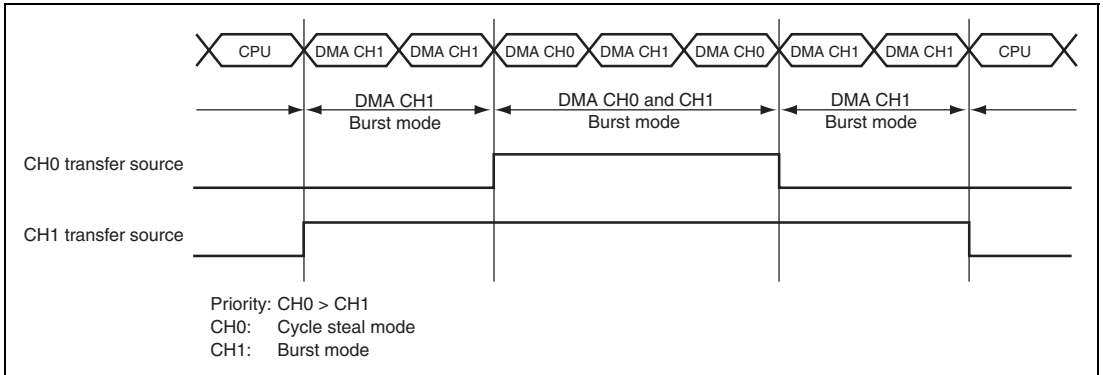 CPU DMA CH1 DMA CH1 DMA CH0 DMA CH1 DMA CH0 DMA CH1 DMA CH1 CPU
DMA CH1 DMA CH0 and CH1 DMA CH1
Burst mode Burst mode Burst mode
CH0 transfer source
CH1 transfer source
Priority: CH0 > CH1
CH0: Cycle steal mode
CH1: Burst mode